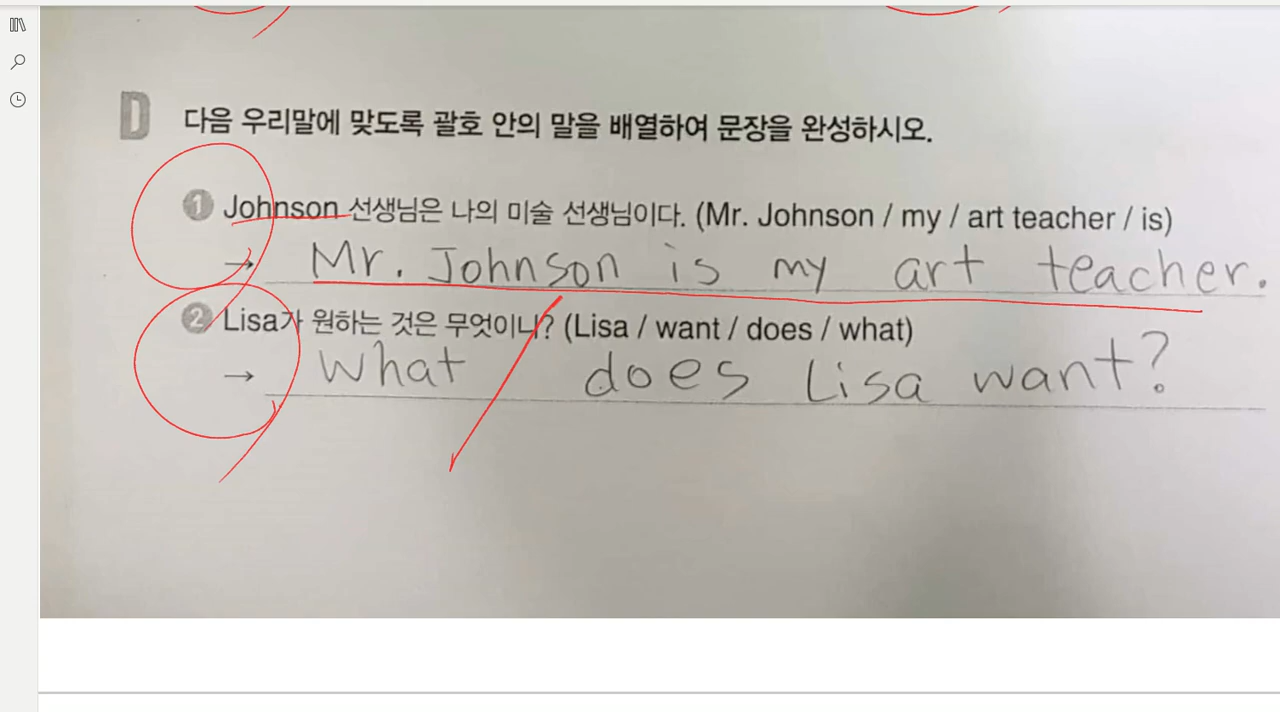 D 다음 우리말에 맞도록 괄호 안의 말을 배열하여 문장을 완성하시오.
1 Johnson 선생님은 나의 미술 선생님이다. (Mr. Johnson / my / art teacher / is)
→ Mr. Johnson is my art teacher.
2 Lisa가 원하는 것은 무엇이니? (Lisa / want / does / what)
→ What does Lisa want?